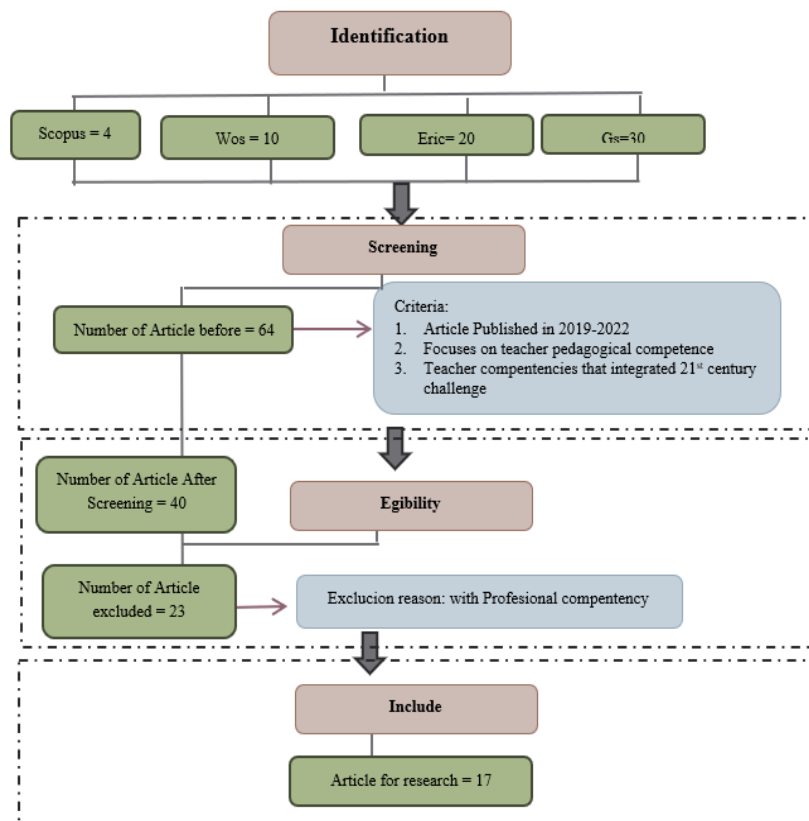 Identification
Scopus = 4
Wos = 10
Eric= 20
Gs=30
Screening
Number of Article before = 64
Criteria:
1. Article Published in 2019-2022
2. Focuses on teacher pedagogical competence
3. Teacher compentencies that integrated 21st century
challenge
Number of Article After
Screening = 40
Egibility
Number of Article
excluded = 23
Exclucion reason: with Profesional compentency
Include
Article for research = 17